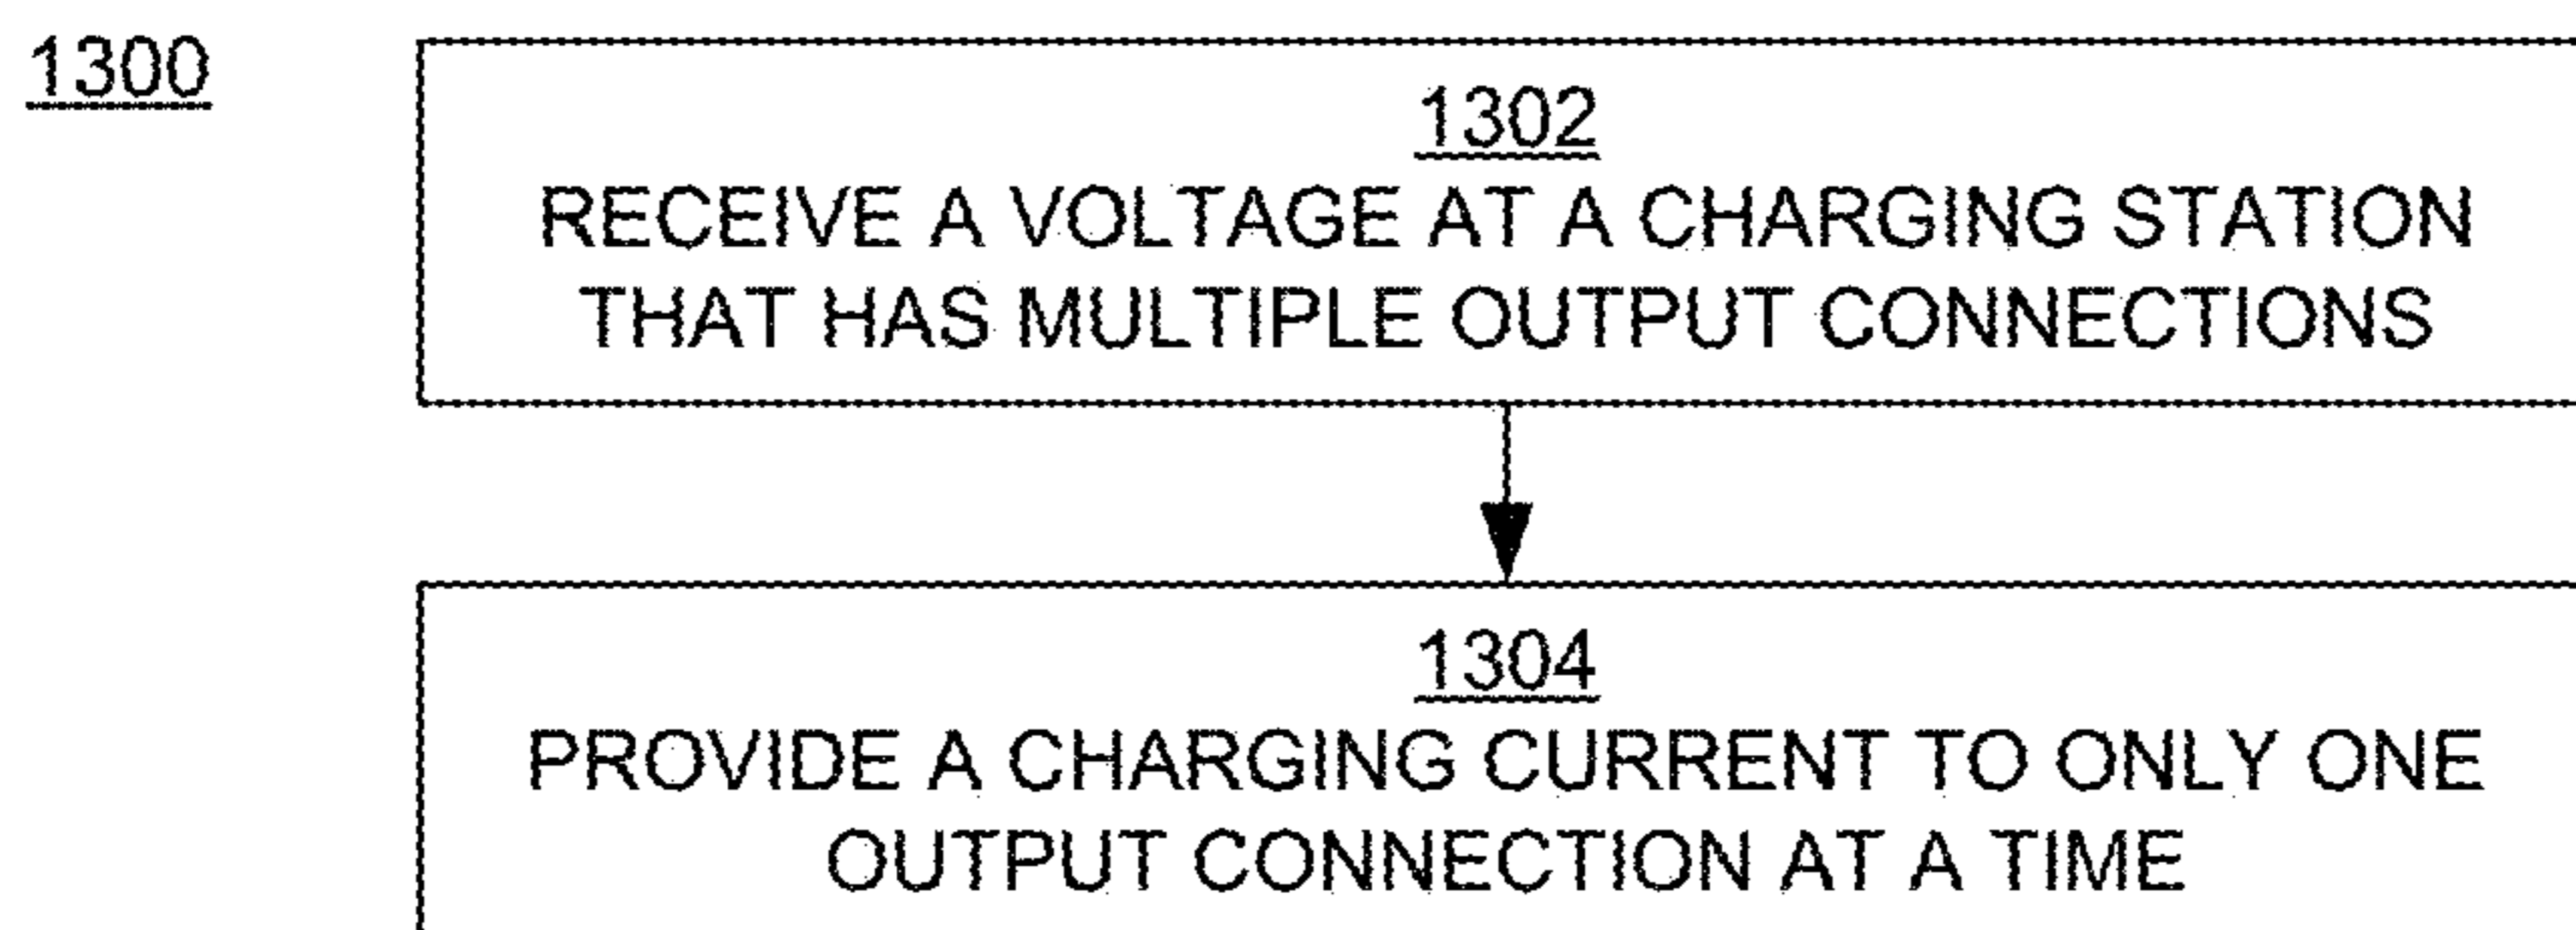 1300
1302
RECEIVE A VOLTAGE AT A CHARGING STATION
THAT HAS MULTIPLE OUTPUT CONNECTIONS
1304
PROVIDE A CHARGING CURRENT TO ONLY ONE
OUTPUT CONNECTION AT A TIME